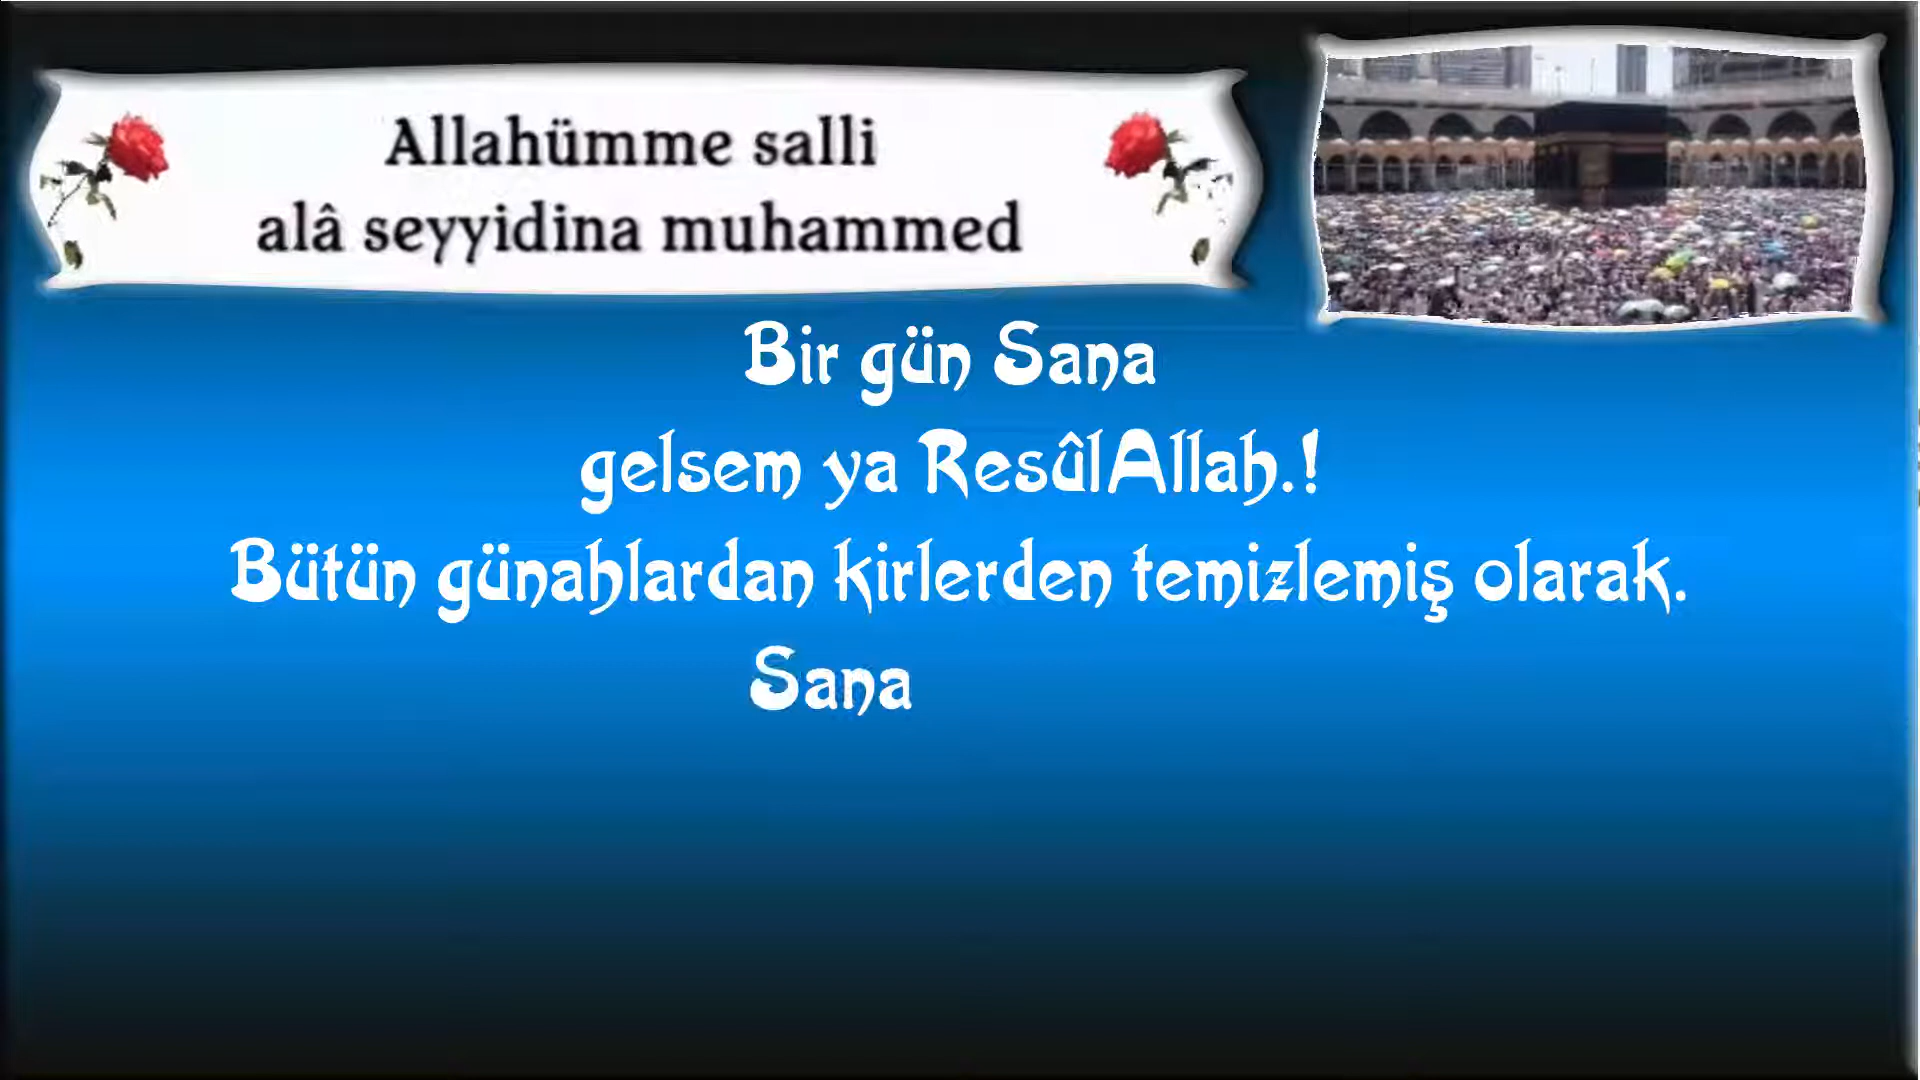 Allahümme salli
alâ seyyidina muhammed
Bir gün Sana
gelsem ya ResûlAllah.!
Bütün günahlardan kirlerden temizlemiş olarak.
Sana